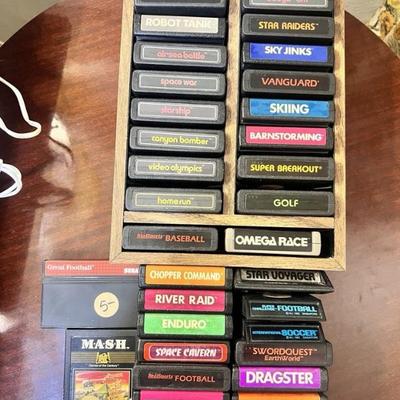 ROBOT TANK
air-sea battle
space war
starship
canyon bomber
video olympics
home run
STAR RAIDERS
SKY JINKS
VANGUARD
SKIING
BARNSTORMING
SUPER BREAKOUT
GOLF
RealSports BASEBALL
OMEGA RACE
Great Football
SEGA
5-
M*A*S*H
CHOPPER COMMAND
RIVER RAID
ENDURO
SPACE CAVERN
RealSports FOOTBALL
STAR VOYAGER
FOOTBALL
SOCCER
SWORDQUEST
EarthWorld
DRAGSTER